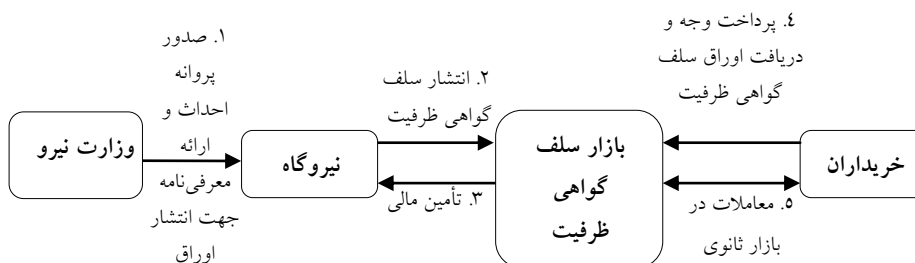 ۱. صدور
پروانه
احداث و
ارائه
معرفی‌نامه
جهت انتشار
اوراق
۲. انتشار سلف
گواهی ظرفیت
۳. تأمین مالی
٤. پرداخت وجه و
دریافت اوراق سلف
گواهی ظرفیت
۵. معاملات در
بازار ثانوی
وزارت نیرو
نیروگاه
بازار سلف
گواهی
ظرفیت
خریداران